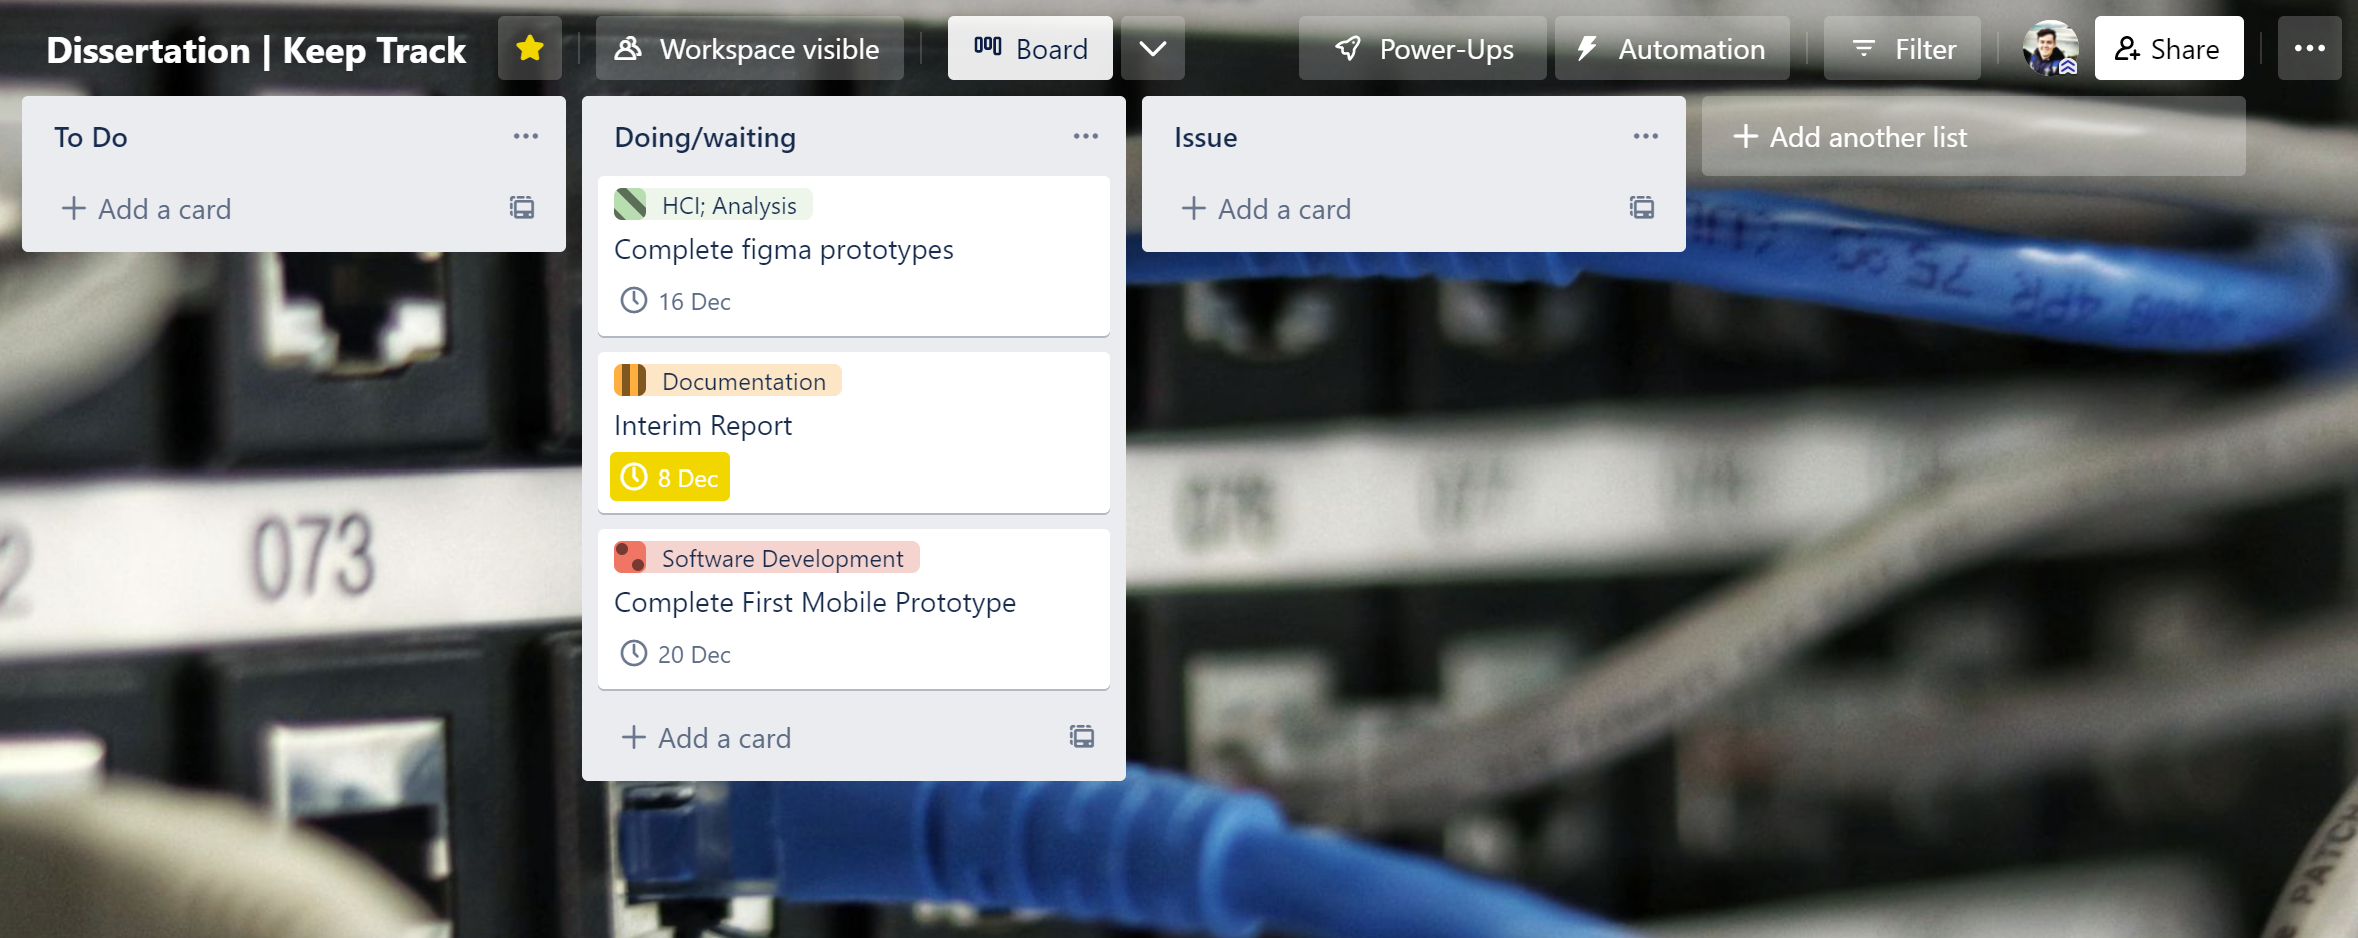 Dissertation | Keep Track
Workspace visible
Board
Power-Ups
Automation
Filter
Share
To Do
Add a card
Doing/waiting
HCI; Analysis
Complete figma prototypes
16 Dec
Documentation
Interim Report
8 Dec
Software Development
Complete First Mobile Prototype
20 Dec
Add a card
Issue
Add a card
Add another list
073
4PR
PATCH